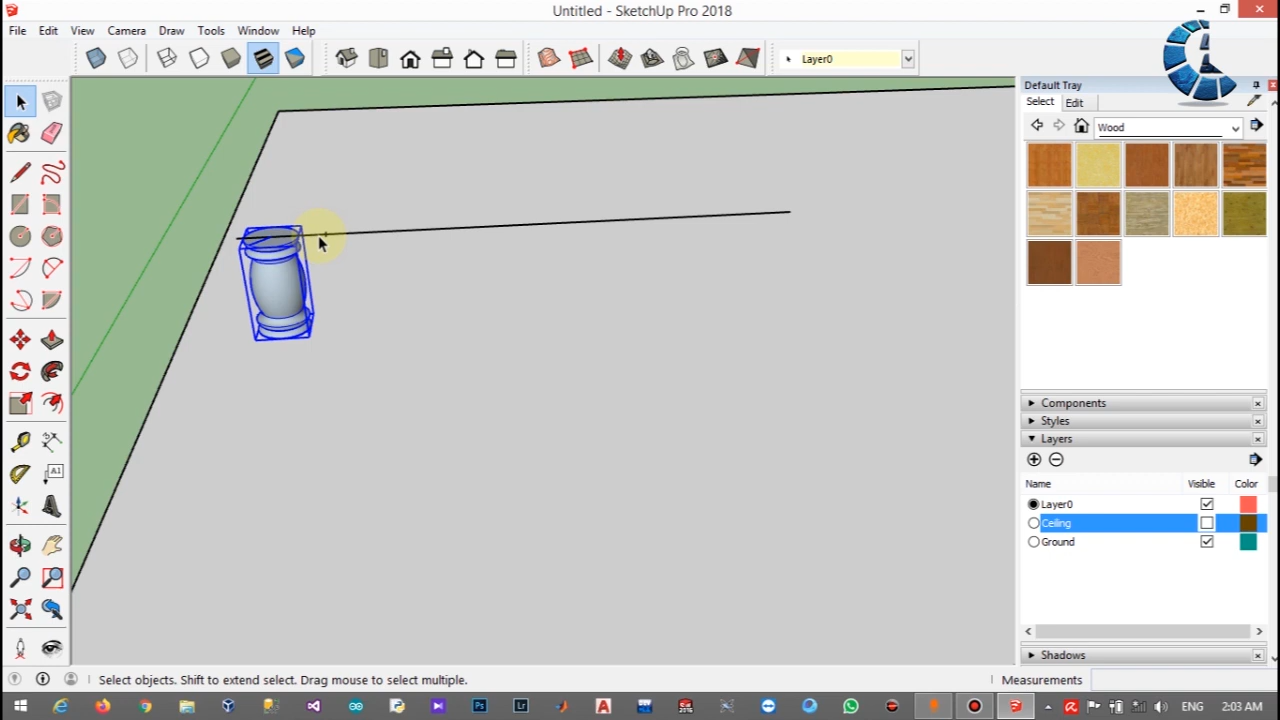 Untitled - SketchUp Pro 2018
File Edit View Camera Draw Tools Window Help
Layer0
Default Tray
Select Edit
Wood
Components
Styles
Layers
Name Visible Color
Layer0
Ceiling
Ground
Shadows
Select objects. Shift to extend select. Drag mouse to select multiple.
Measurements
ENG 2:03 AM